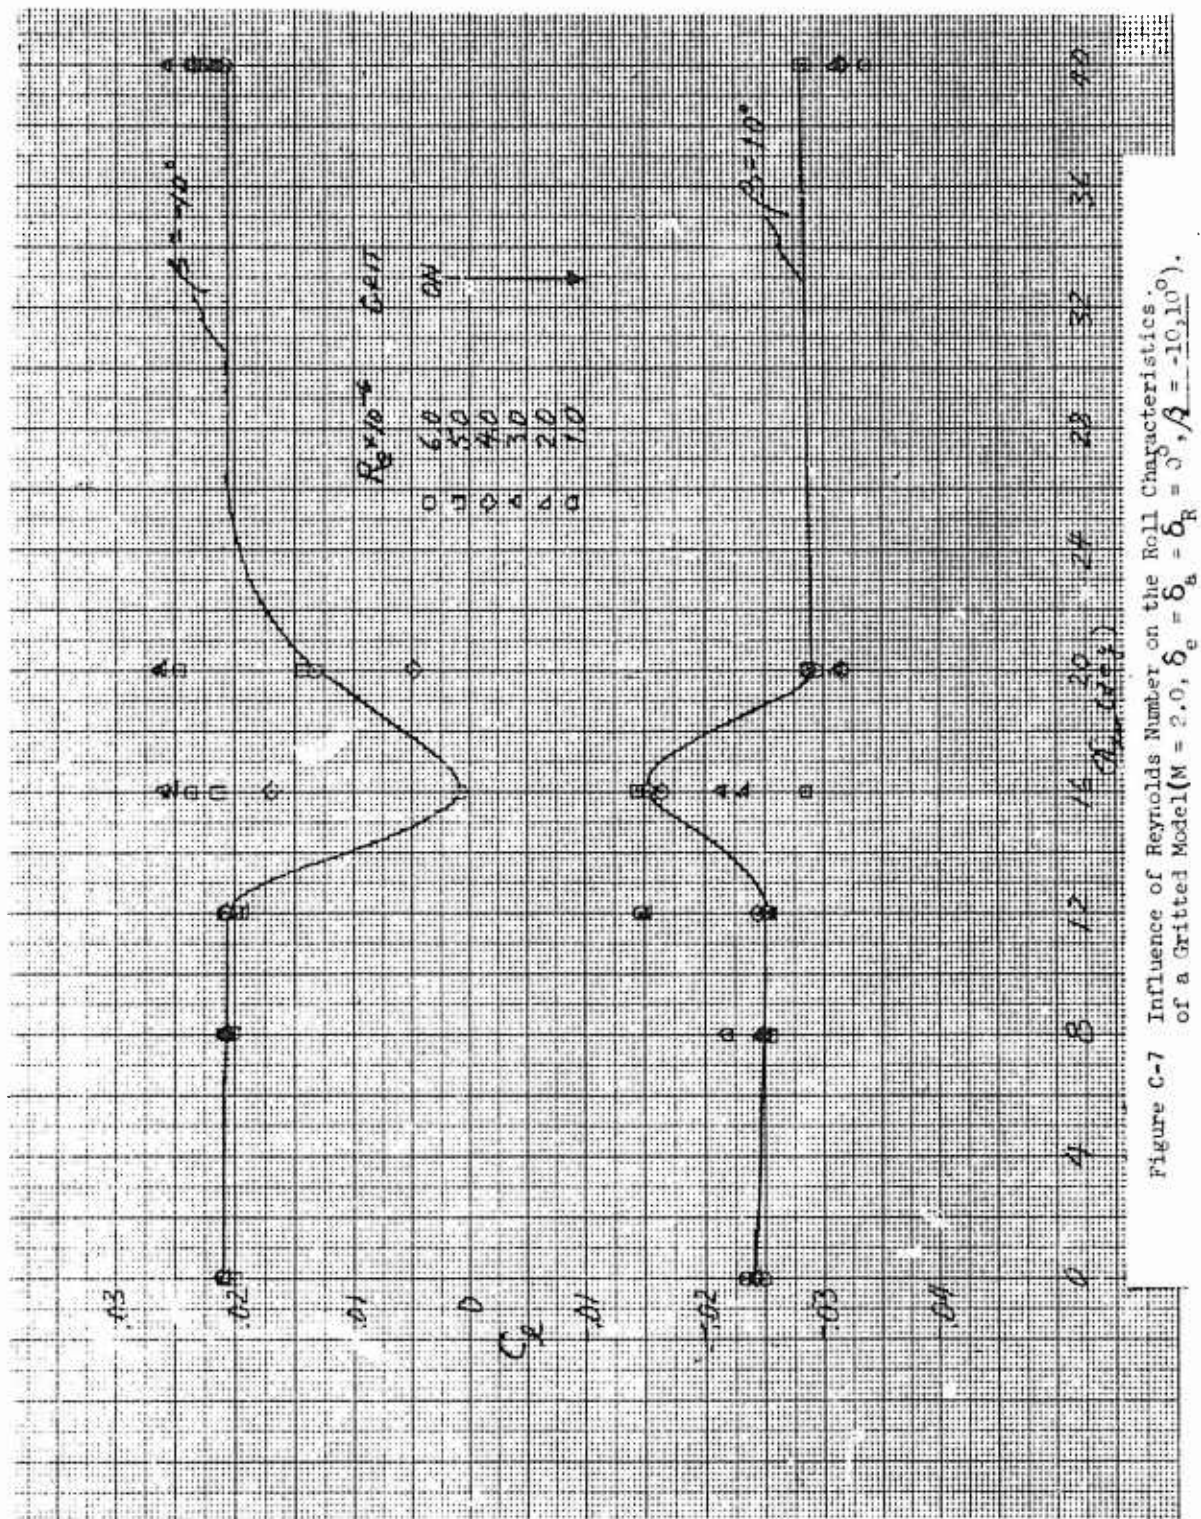 β = -10°
β = 10°
Re×10⁻⁶ GRIT
6.0 ON
5.0
4.0
3.0
2.0
1.0
.03
.02
.01
0
-.01
-.02
-.03
-.04
Cℓ
0 4 8 12 16 20 24 28 32 36 40
(deg)
Figure C-7 Influence of Reynolds Number on the Roll Characteristics
of a Gritted Model(M = 2.0, δe = δa = δR = 0°, β = -10,10°).